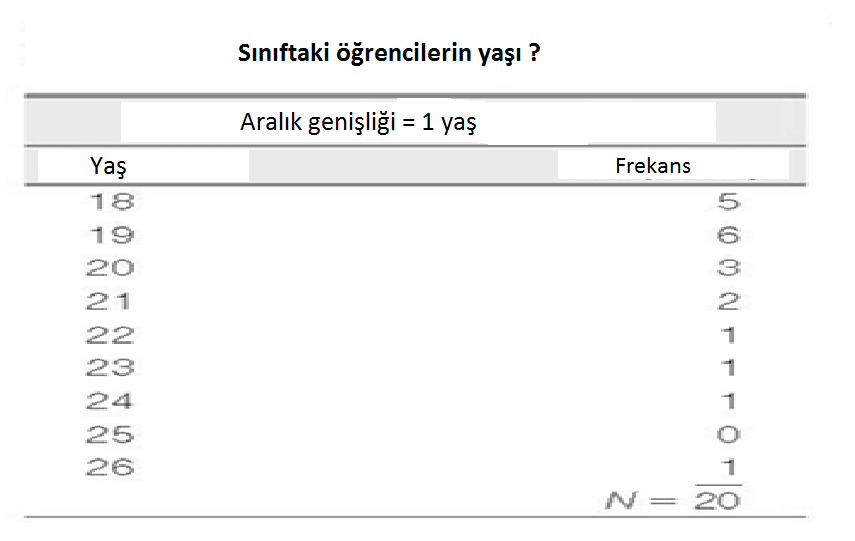 Sınıftaki öğrencilerin yaşı ?
Aralık genişliği = 1 yaş
Yaş Frekans
18 5
19 6
20 3
21 2
22 1
23 1
24 1
25 0
26 1
N = 20